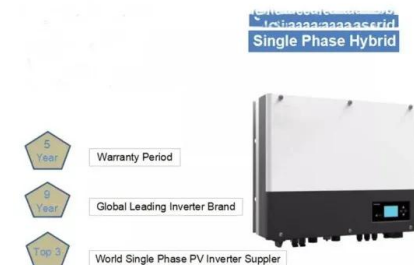 Single Phase Hybrid
5
Year
Warranty Period
9
Year
Global Leading Inverter Brand
Top 3
World Single Phase PV Inverter Suppler